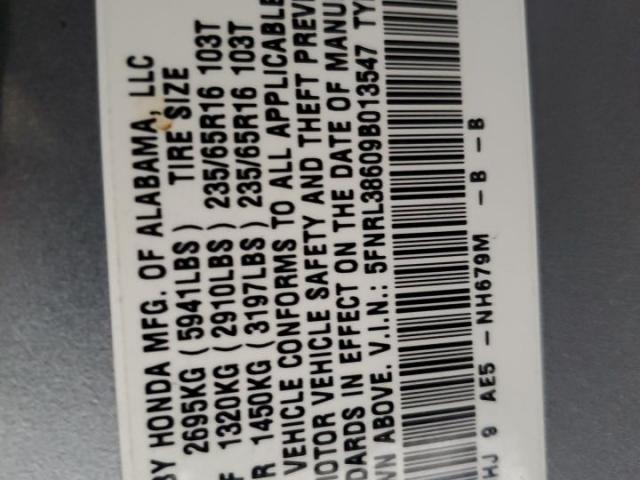 BY HONDA MFG. OF ALABAMA, LLC
2695KG (5941LBS) TIRE SIZE
F 1320KG (2910LBS) 235/65R16 103T
R 1450KG (3197LBS) 235/65R16 103T
VEHICLE CONFORMS TO ALL APPLICABLE
MOTOR VEHICLE SAFETY AND THEFT PREV
DARDS IN EFFECT ON THE DATE OF MANU
WN ABOVE. V.I.N.: 5FNRL38609B013547 TY
HJ 9 AE5 - NH679M - B - B